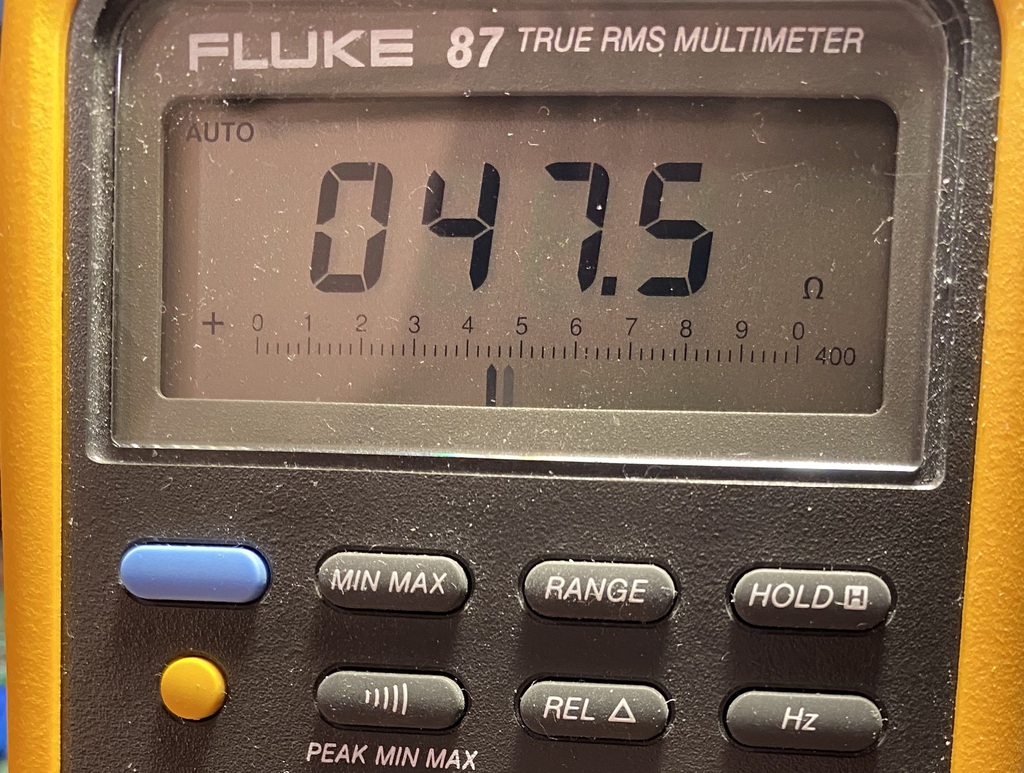 FLUKE 87 TRUE RMS MULTIMETER
AUTO
047.5 Ω
+ 0 1 2 3 4 5 6 7 8 9 0
400
MIN MAX RANGE HOLD H
REL △ Hz
PEAK MIN MAX